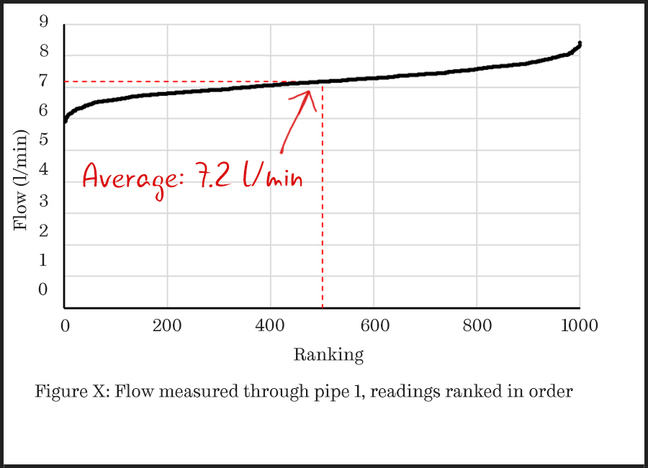 9
8
7
6
5
4
3
2
1
0
Flow (l/min)
Average: 7.2 l/min
0 200 400 600 800 1000
Ranking
Figure X: Flow measured through pipe 1, readings ranked in order